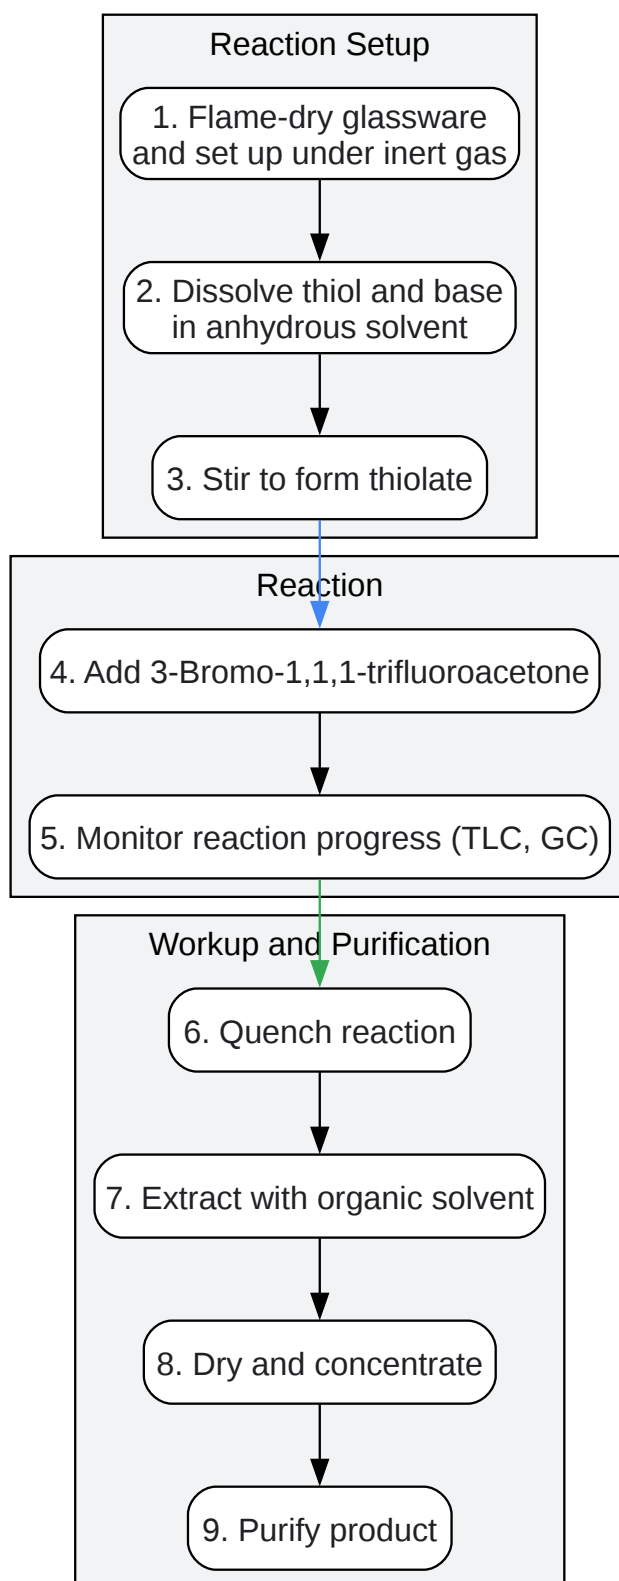 Reaction Setup
1. Flame-dry glassware
and set up under inert gas
2. Dissolve thiol and base
in anhydrous solvent
3. Stir to form thiolate
Reaction
4. Add 3-Bromo-1,1,1-trifluoroacetone
5. Monitor reaction progress (TLC, GC)
Workup and Purification
6. Quench reaction
7. Extract with organic solvent
8. Dry and concentrate
9. Purify product